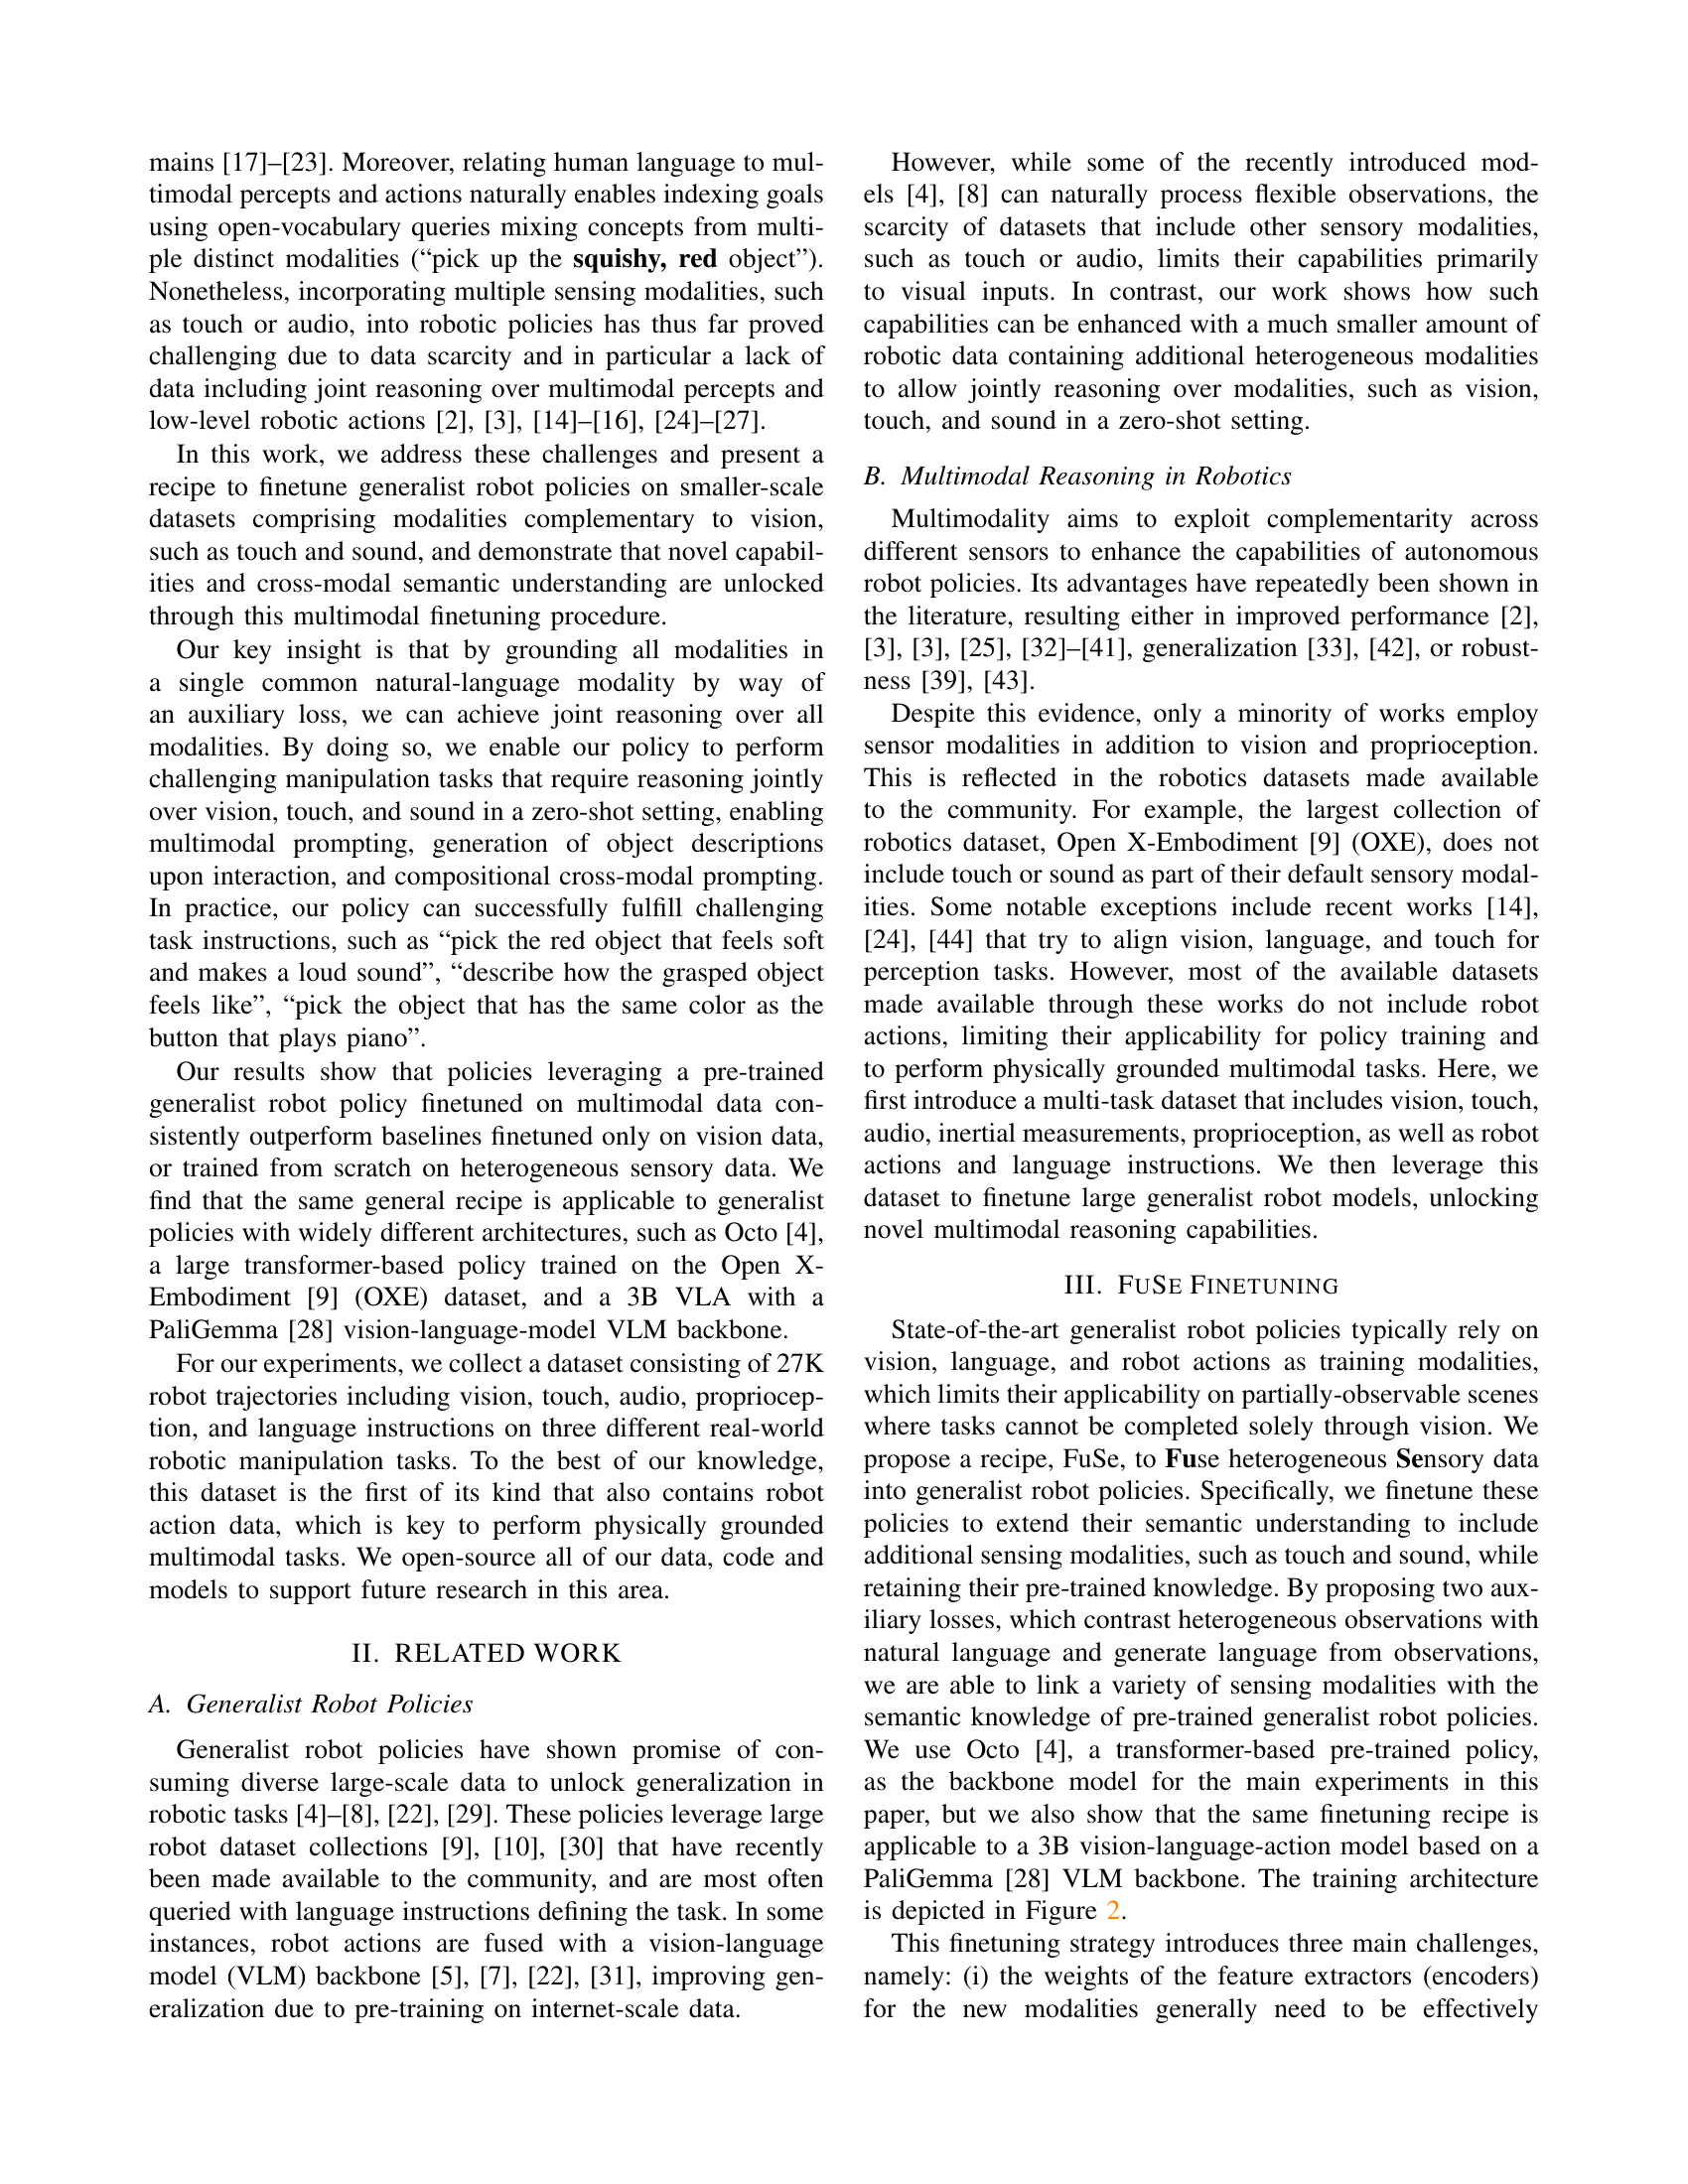 mains [17]–[23]. Moreover, relating human language to mul-
timodal percepts and actions naturally enables indexing goals
using open-vocabulary queries mixing concepts from multi-
ple distinct modalities (“pick up the squishy, red object”).
Nonetheless, incorporating multiple sensing modalities, such
as touch or audio, into robotic policies has thus far proved
challenging due to data scarcity and in particular a lack of
data including joint reasoning over multimodal percepts and
low-level robotic actions [2], [3], [14]–[16], [24]–[27].
In this work, we address these challenges and present a
recipe to finetune generalist robot policies on smaller-scale
datasets comprising modalities complementary to vision,
such as touch and sound, and demonstrate that novel capabil-
ities and cross-modal semantic understanding are unlocked
through this multimodal finetuning procedure.
Our key insight is that by grounding all modalities in
a single common natural-language modality by way of
an auxiliary loss, we can achieve joint reasoning over all
modalities. By doing so, we enable our policy to perform
challenging manipulation tasks that require reasoning jointly
over vision, touch, and sound in a zero-shot setting, enabling
multimodal prompting, generation of object descriptions
upon interaction, and compositional cross-modal prompting.
In practice, our policy can successfully fulfill challenging
task instructions, such as “pick the red object that feels soft
and makes a loud sound”, “describe how the grasped object
feels like”, “pick the object that has the same color as the
button that plays piano”.
Our results show that policies leveraging a pre-trained
generalist robot policy finetuned on multimodal data con-
sistently outperform baselines finetuned only on vision data,
or trained from scratch on heterogeneous sensory data. We
find that the same general recipe is applicable to generalist
policies with widely different architectures, such as Octo [4],
a large transformer-based policy trained on the Open X-
Embodiment [9] (OXE) dataset, and a 3B VLA with a
PaliGemma [28] vision-language-model VLM backbone.
For our experiments, we collect a dataset consisting of 27K
robot trajectories including vision, touch, audio, propriocep-
tion, and language instructions on three different real-world
robotic manipulation tasks. To the best of our knowledge,
this dataset is the first of its kind that also contains robot
action data, which is key to perform physically grounded
multimodal tasks. We open-source all of our data, code and
models to support future research in this area.
II. RELATED WORK
A. Generalist Robot Policies
Generalist robot policies have shown promise of con-
suming diverse large-scale data to unlock generalization in
robotic tasks [4]–[8], [22], [29]. These policies leverage large
robot dataset collections [9], [10], [30] that have recently
been made available to the community, and are most often
queried with language instructions defining the task. In some
instances, robot actions are fused with a vision-language
model (VLM) backbone [5], [7], [22], [31], improving gen-
eralization due to pre-training on internet-scale data.
However, while some of the recently introduced mod-
els [4], [8] can naturally process flexible observations, the
scarcity of datasets that include other sensory modalities,
such as touch or audio, limits their capabilities primarily
to visual inputs. In contrast, our work shows how such
capabilities can be enhanced with a much smaller amount of
robotic data containing additional heterogeneous modalities
to allow jointly reasoning over modalities, such as vision,
touch, and sound in a zero-shot setting.
B. Multimodal Reasoning in Robotics
Multimodality aims to exploit complementarity across
different sensors to enhance the capabilities of autonomous
robot policies. Its advantages have repeatedly been shown in
the literature, resulting either in improved performance [2],
[3], [3], [25], [32]–[41], generalization [33], [42], or robust-
ness [39], [43].
Despite this evidence, only a minority of works employ
sensor modalities in addition to vision and proprioception.
This is reflected in the robotics datasets made available
to the community. For example, the largest collection of
robotics dataset, Open X-Embodiment [9] (OXE), does not
include touch or sound as part of their default sensory modal-
ities. Some notable exceptions include recent works [14],
[24], [44] that try to align vision, language, and touch for
perception tasks. However, most of the available datasets
made available through these works do not include robot
actions, limiting their applicability for policy training and
to perform physically grounded multimodal tasks. Here, we
first introduce a multi-task dataset that includes vision, touch,
audio, inertial measurements, proprioception, as well as robot
actions and language instructions. We then leverage this
dataset to finetune large generalist robot models, unlocking
novel multimodal reasoning capabilities.
III. FUSE FINETUNING
State-of-the-art generalist robot policies typically rely on
vision, language, and robot actions as training modalities,
which limits their applicability on partially-observable scenes
where tasks cannot be completed solely through vision. We
propose a recipe, FuSe, to Fuse heterogeneous Sensory data
into generalist robot policies. Specifically, we finetune these
policies to extend their semantic understanding to include
additional sensing modalities, such as touch and sound, while
retaining their pre-trained knowledge. By proposing two aux-
iliary losses, which contrast heterogeneous observations with
natural language and generate language from observations,
we are able to link a variety of sensing modalities with the
semantic knowledge of pre-trained generalist robot policies.
We use Octo [4], a transformer-based pre-trained policy,
as the backbone model for the main experiments in this
paper, but we also show that the same finetuning recipe is
applicable to a 3B vision-language-action model based on a
PaliGemma [28] VLM backbone. The training architecture
is depicted in Figure 2.
This finetuning strategy introduces three main challenges,
namely: (i) the weights of the feature extractors (encoders)
for the new modalities generally need to be effectively